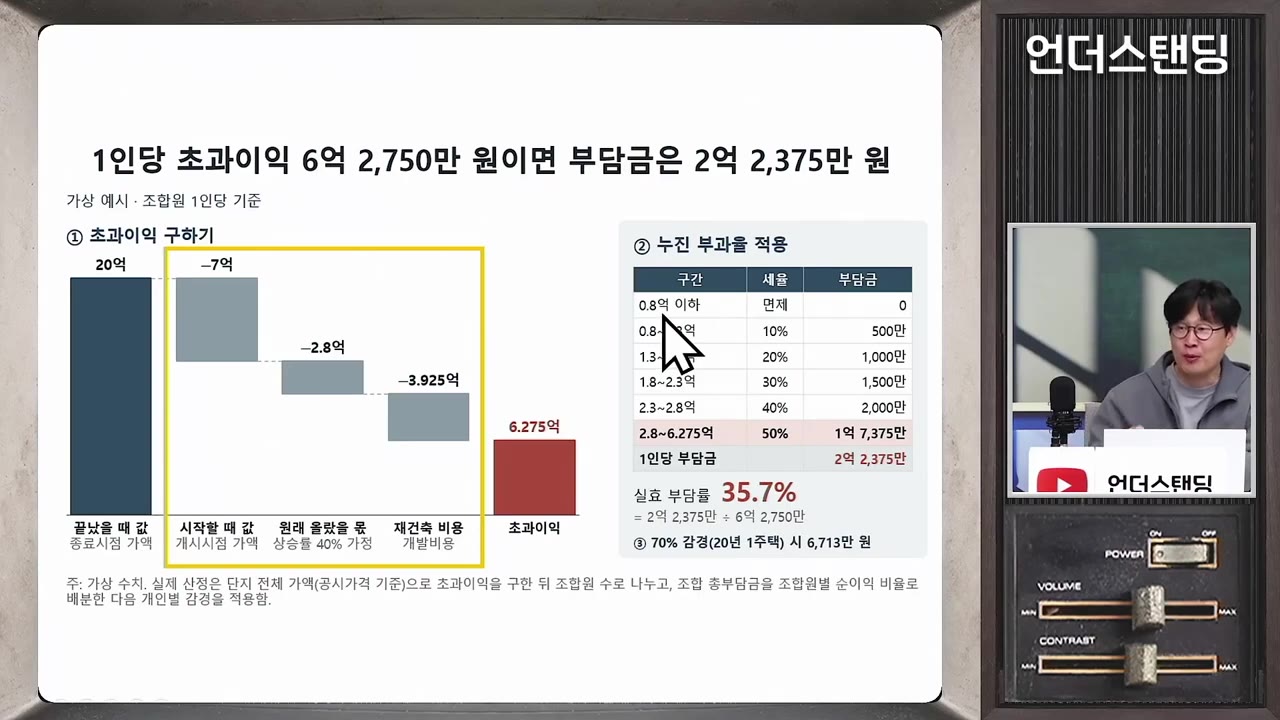 언더스탠딩
1인당 초과이익 6억 2,750만 원이면 부담금은 2억 2,375만 원
가상 예시 · 조합원 1인당 기준
① 초과이익 구하기
20억
–7억
–2.8억
–3.925억
6.275억
끝났을 때 값
종료시점 가액
시작할 때 값
개시시점 가액
원래 올랐을 몫
상승률 40% 가정
재건축 비용
개발비용
초과이익
② 누진 부과율 적용
구간 세율 부담금
0.8억 이하 면제 0
0.8~ 억 10% 500만
1.3~ 20% 1,000만
1.8~2.3억 30% 1,500만
2.3~2.8억 40% 2,000만
2.8~6.275억 50% 1억 7,375만
1인당 부담금 2억 2,375만
실효 부담률 35.7%
= 2억 2,375만 ÷ 6억 2,750만
③ 70% 감경(20년 1주택) 시 6,713만 원
주: 가상 수치. 실제 산정은 단지 전체 가액(공시가격 기준)으로 초과이익을 구한 뒤 조합원 수로 나누고, 조합 총부담금을 조합원별 순이익 비율로
배분한 다음 개인별 감경을 적용함.
언더스탠딩
ON OFF
POWER
VOLUME
MIN MAX
CONTRAST
MIN MAX